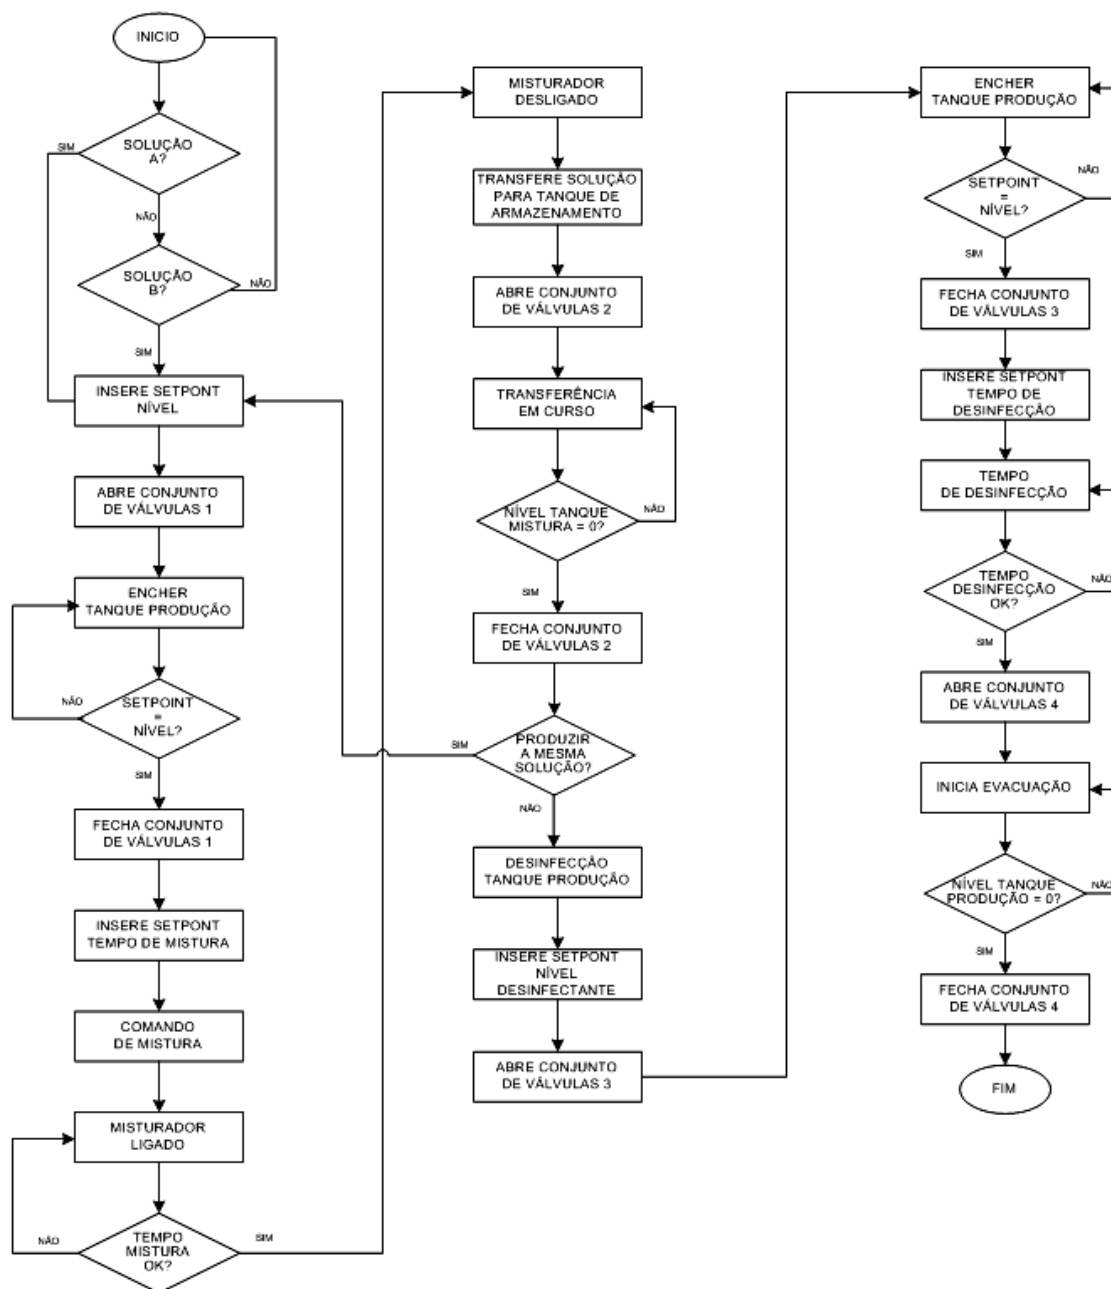 INICIO
SOLUÇÃO
A?
SIM
NÃO
SOLUÇÃO
B?
NÃO
SIM
INSERE SETPONT
NÍVEL
ABRE CONJUNTO
DE VÁLVULAS 1
ENCHER
TANQUE PRODUÇÃO
SETPOINT
=
NÍVEL?
NÃO
SIM
FECHA CONJUNTO
DE VÁLVULAS 1
INSERE SETPONT
TEMPO DE MISTURA
COMANDO
DE MISTURA
MISTURADOR
LIGADO
TEMPO
MISTURA
OK?
NÃO
SIM
MISTURADOR
DESLIGADO
TRANSFERE SOLUÇÃO
PARA TANQUE DE
ARMAZENAMENTO
ABRE CONJUNTO
DE VÁLVULAS 2
TRANSFERÊNCIA
EM CURSO
NÍVEL TANQUE
MISTURA = 0?
NÃO
SIM
FECHA CONJUNTO
DE VÁLVULAS 2
PRODUZIR
A MESMA
SOLUÇÃO?
SIM
NÃO
DESINFECÇÃO
TANQUE PRODUÇÃO
INSERE SETPONT
NÍVEL
DESINFECTANTE
ABRE CONJUNTO
DE VÁLVULAS 3
ENCHER
TANQUE PRODUÇÃO
SETPOINT
=
NÍVEL?
NÃO
SIM
FECHA CONJUNTO
DE VÁLVULAS 3
INSERE SETPONT
TEMPO DE
DESINFECÇÃO
TEMPO
DE DESINFECÇÃO
TEMPO
DESINFECÇÃO
OK?
NÃO
SIM
ABRE CONJUNTO
DE VÁLVULAS 4
INICIA EVACUAÇÃO
NÍVEL TANQUE
PRODUÇÃO = 0?
NÃO
SIM
FECHA CONJUNTO
DE VÁLVULAS 4
FIM